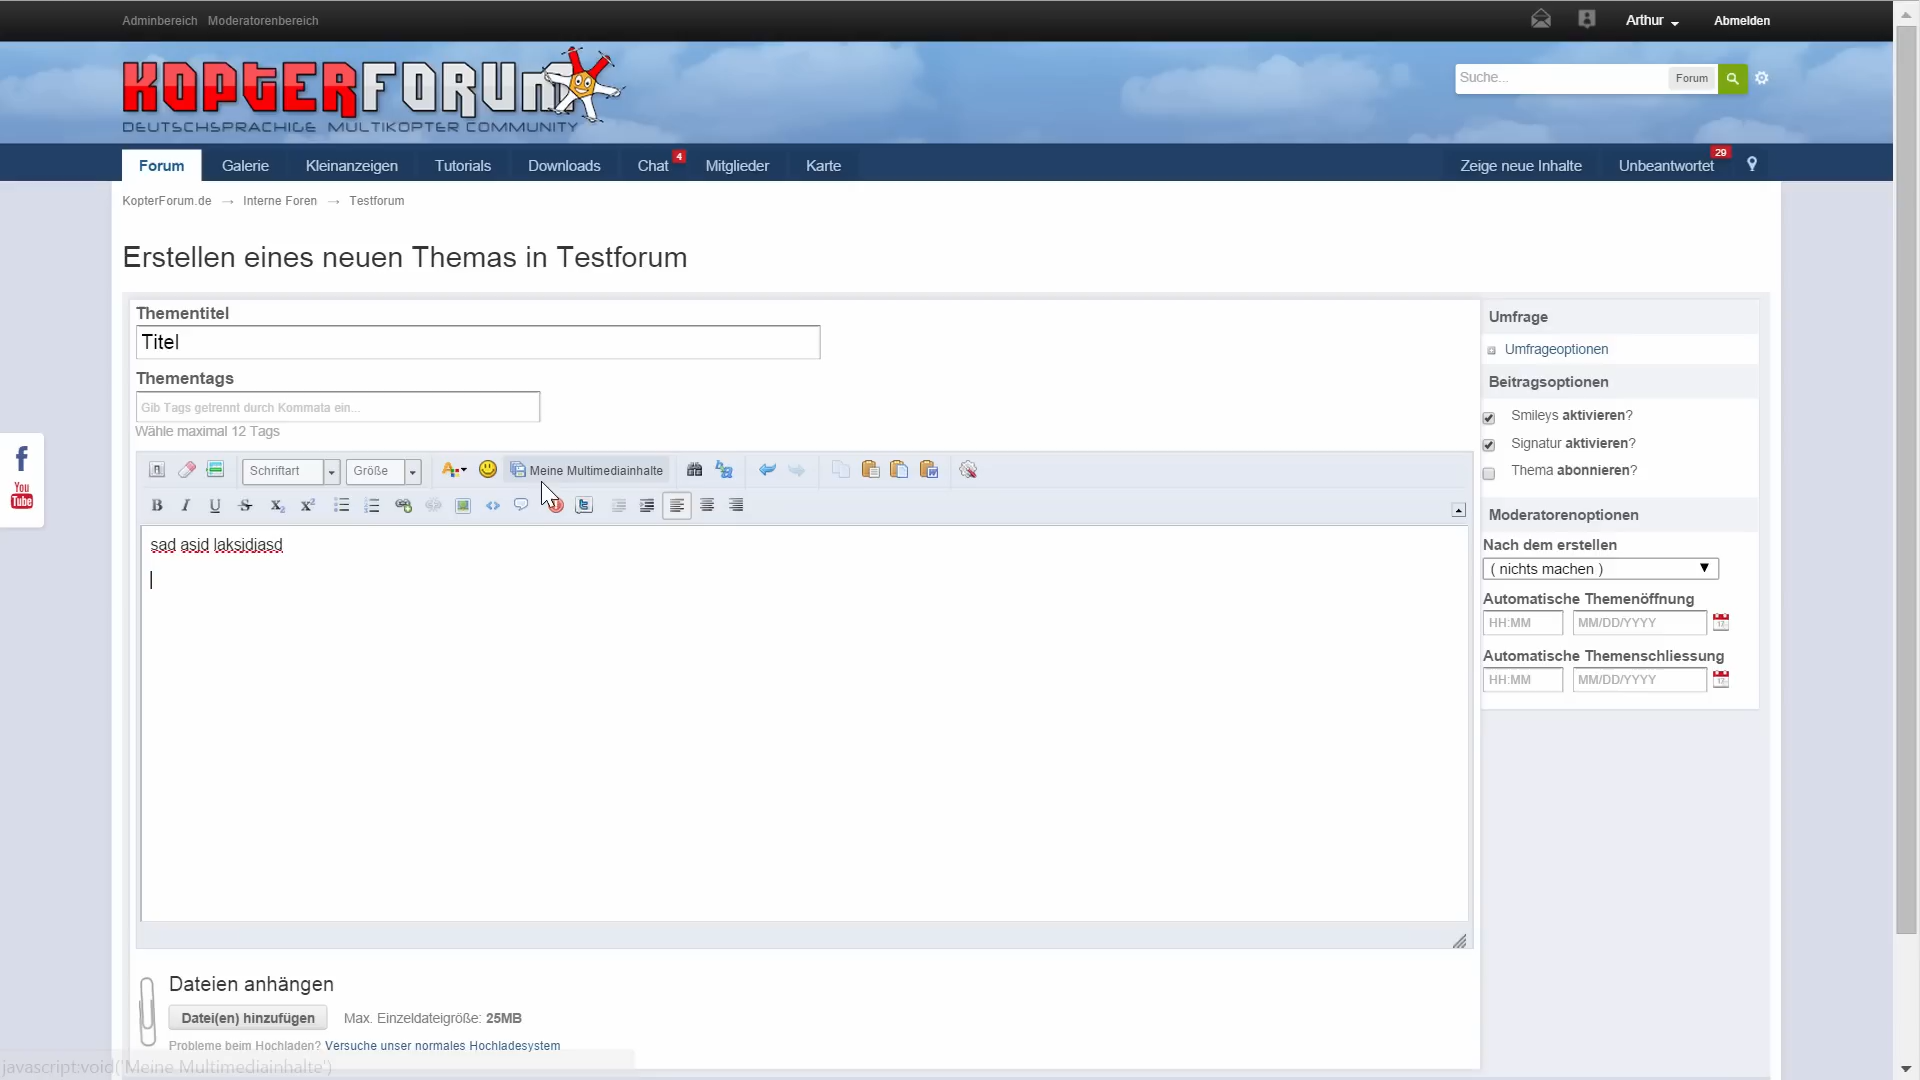 Adminbereich Moderatorenbereich
Arthur Abmelden
KOPTERFORUM
DEUTSCHSPRACHIGE MULTIKOPTER COMMUNITY
Suche... Forum
Forum Galerie Kleinanzeigen Tutorials Downloads Chat 4 Mitglieder Karte Zeige neue Inhalte Unbeantwortet 29
KopterForum.de → Interne Foren → Testforum
Erstellen eines neuen Themas in Testforum
Thementitel
Titel
Thementags
Gib Tags getrennt durch Kommata ein...
Wähle maximal 12 Tags
Schriftart Größe Meine Multimediainhalte
sad asjd laksjdjasd
Dateien anhängen
Datei(en) hinzufügen Max. Einzeldateigröße: 25MB
Probleme beim Hochladen? Versuche unser normales Hochladesystem
javascript:void('Meine Multimediainhalte')
Umfrage
Umfrageoptionen
Beitragsoptionen
Smileys aktivieren?
Signatur aktivieren?
Thema abonnieren?
Moderatorenoptionen
Nach dem erstellen
( nichts machen )
Automatische Themenöffnung
HH:MM MM/DD/YYYY
Automatische Themenschliessung
HH:MM MM/DD/YYYY
You
Tube